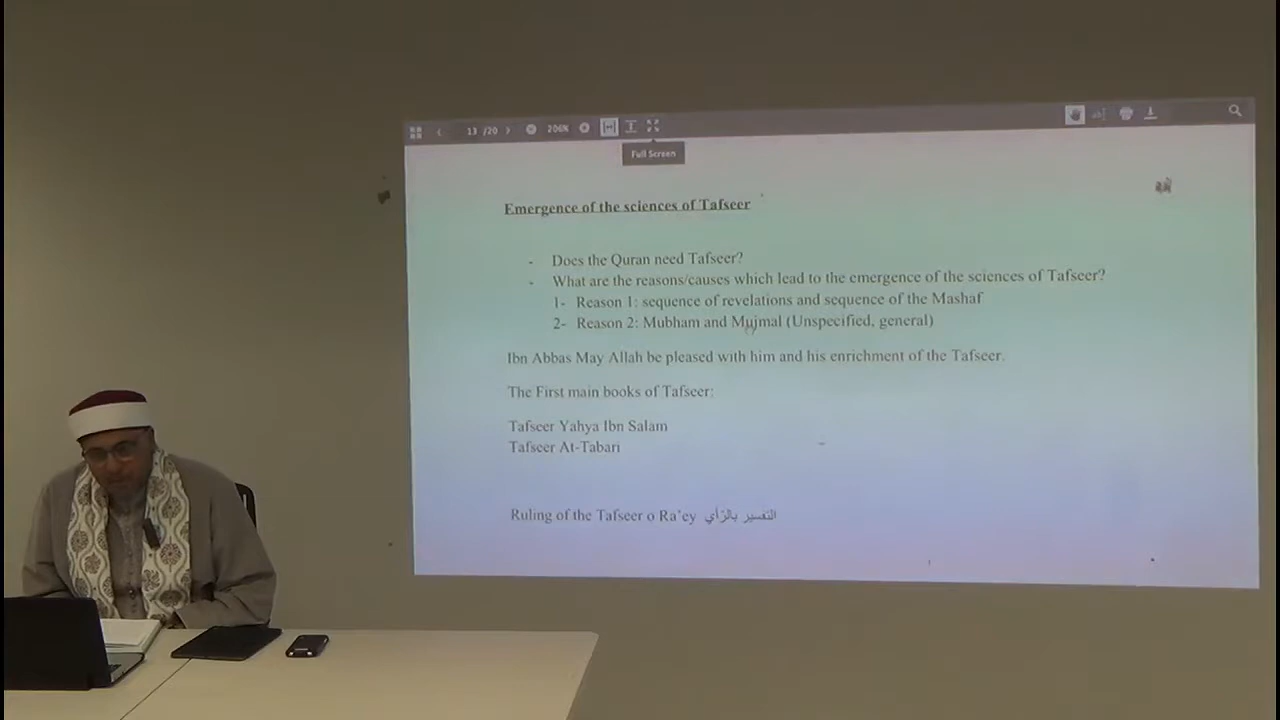 13 /20
206%
Full Screen
Emergence of the sciences of Tafseer
- Does the Quran need Tafseer?
- What are the reasons/causes which lead to the emergence of the sciences of Tafseer?
1- Reason 1: sequence of revelations and sequence of the Mashaf
2- Reason 2: Mubham and Mujmal (Unspecified, general)
Ibn Abbas May Allah be pleased with him and his enrichment of the Tafseer.
The First main books of Tafseer:
Tafseer Yahya Ibn Salam
Tafseer At-Tabari
Ruling of the Tafseer o Ra'ey التفسير بالرّأي